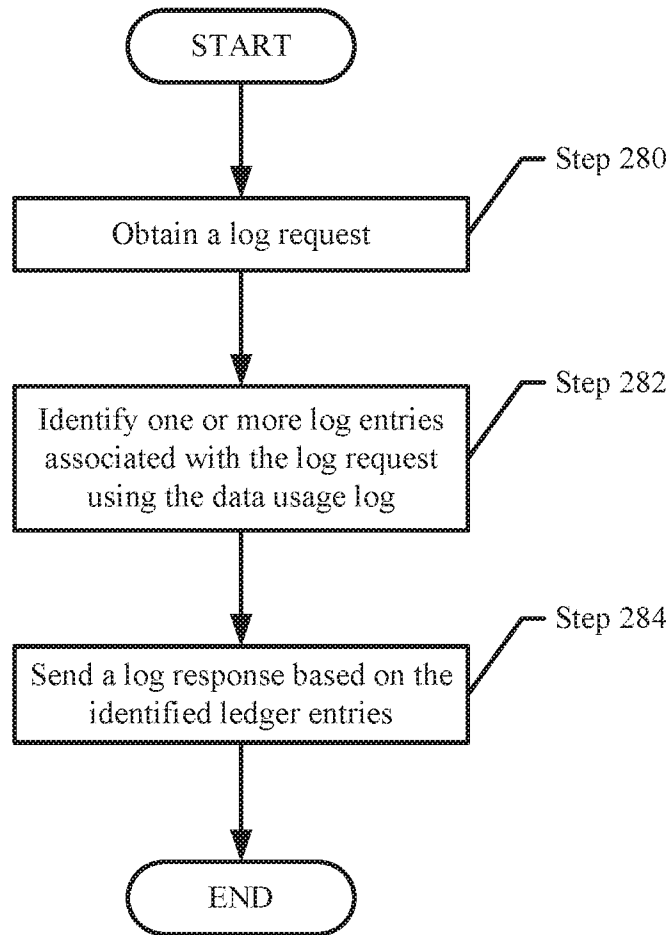 START
Step 280
Obtain a log request
Step 282
Identify one or more log entries
associated with the log request
using the data usage log
Step 284
Send a log response based on the
identified ledger entries
END